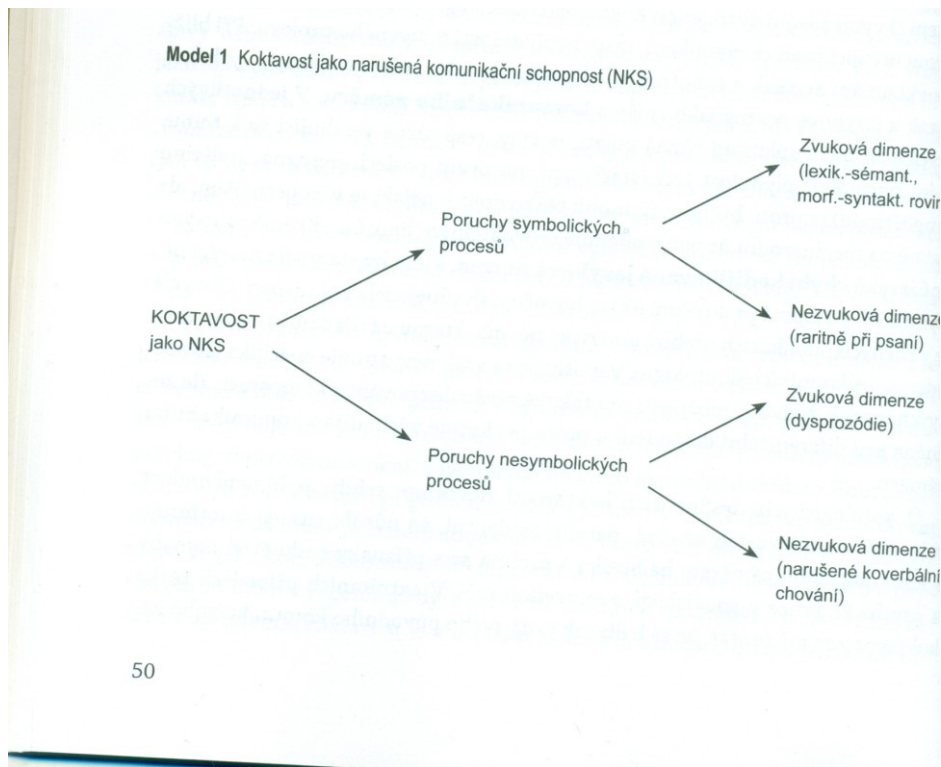 Model 1 Koktavost jako narušená komunikační schopnost (NKS)
Zvuková dimenze
(lexik.-sémant.,
morf.-syntakt.
Poruchy symbolických
procesů
KOKTAVOST
jako NKS
Nezvuková dimenze
(raritně při psaní)
Zvuková dimenze
(dysprozódie)
Poruchy nesymbolických
procesů
Nezvuková dimenze
(narušené koverbální
chování)
50